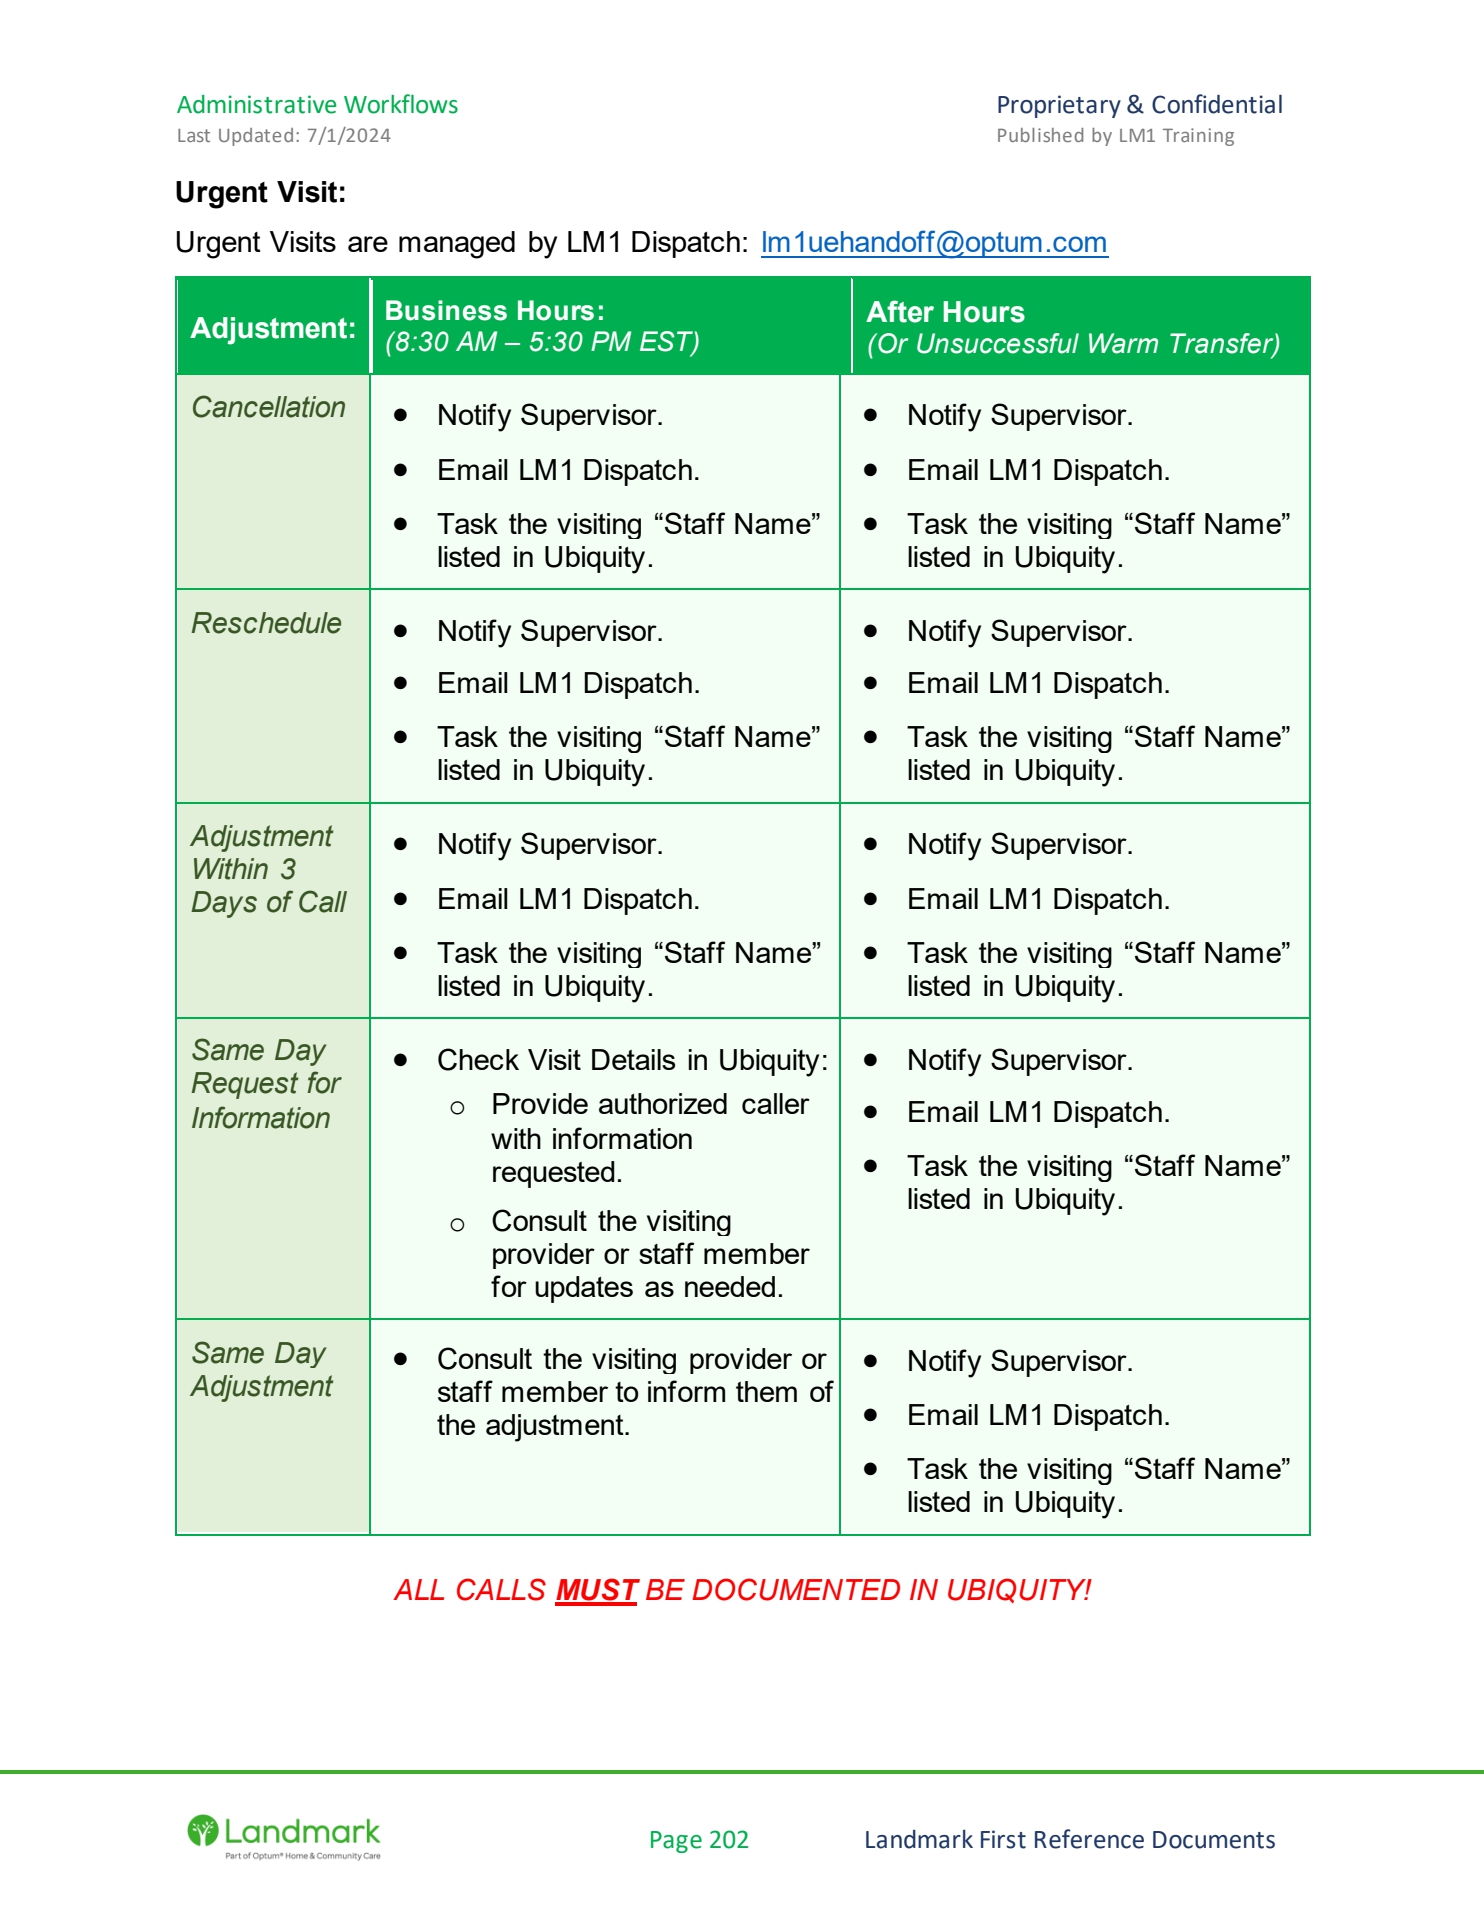 Administrative Workflows
Proprietary & Confidential
Last Updated: 7/1/2024
Published by LM1 Training
Urgent Visit:
Urgent Visits are managed by LM1 Dispatch: lm1uehandoff@optum.com
Adjustment:
Business Hours:
(8:30 AM – 5:30 PM EST)
After Hours
(Or Unsuccessful Warm Transfer)
Cancellation
● Notify Supervisor.
● Email LM1 Dispatch.
● Task the visiting “Staff Name”
listed in Ubiquity.
● Notify Supervisor.
● Email LM1 Dispatch.
● Task the visiting “Staff Name”
listed in Ubiquity.
Reschedule
● Notify Supervisor.
● Email LM1 Dispatch.
● Task the visiting “Staff Name”
listed in Ubiquity.
● Notify Supervisor.
● Email LM1 Dispatch.
● Task the visiting “Staff Name”
listed in Ubiquity.
Adjustment
Within 3
Days of Call
● Notify Supervisor.
● Email LM1 Dispatch.
● Task the visiting “Staff Name”
listed in Ubiquity.
● Notify Supervisor.
● Email LM1 Dispatch.
● Task the visiting “Staff Name”
listed in Ubiquity.
Same Day
Request for
Information
● Check Visit Details in Ubiquity:
o Provide authorized caller
with information
requested.
o Consult the visiting
provider or staff member
for updates as needed.
● Notify Supervisor.
● Email LM1 Dispatch.
● Task the visiting “Staff Name”
listed in Ubiquity.
Same Day
Adjustment
● Consult the visiting provider or
staff member to inform them of
the adjustment.
● Notify Supervisor.
● Email LM1 Dispatch.
● Task the visiting “Staff Name”
listed in Ubiquity.
ALL CALLS MUST BE DOCUMENTED IN UBIQUITY!
Landmark
Part of Optum® Home & Community Care
Page 202
Landmark First Reference Documents